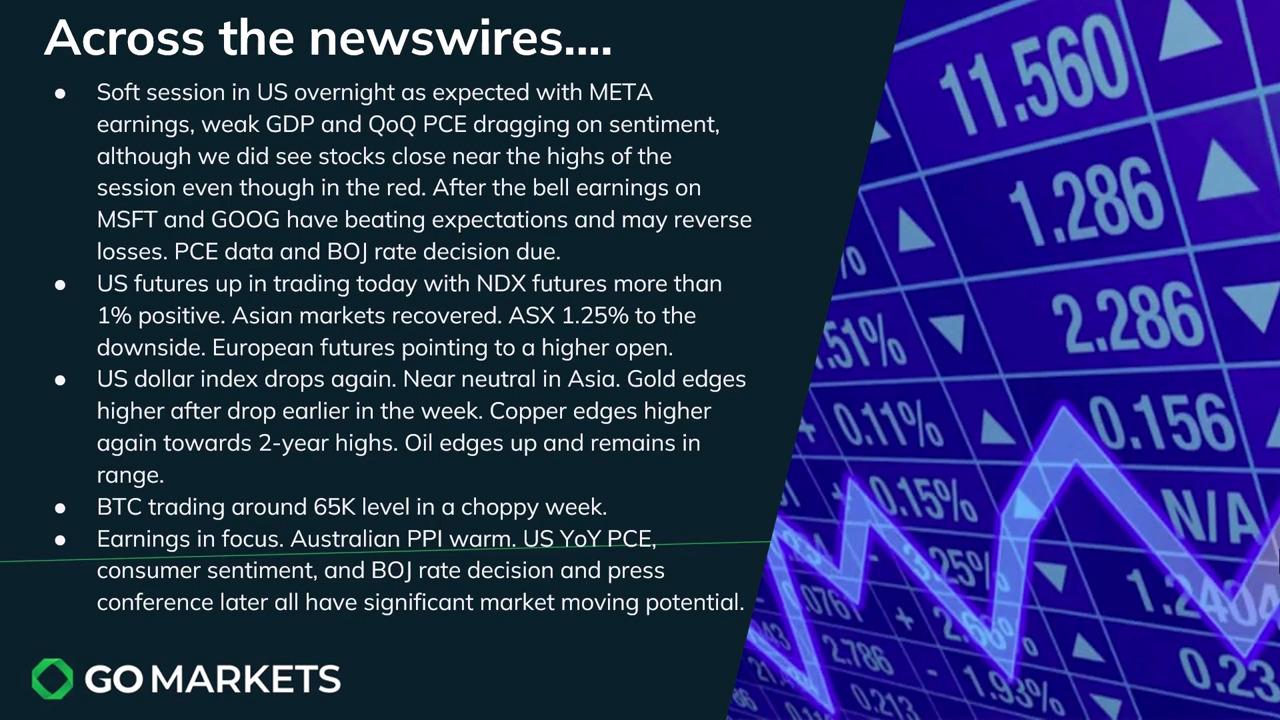 Across the newswires....
● Soft session in US overnight as expected with META
earnings, weak GDP and QoQ PCE dragging on sentiment,
although we did see stocks close near the highs of the
session even though in the red. After the bell earnings on
MSFT and GOOG have beating expectations and may reverse
losses. PCE data and BOJ rate decision due.
● US futures up in trading today with NDX futures more than
1% positive. Asian markets recovered. ASX 1.25% to the
downside. European futures pointing to a higher open.
● US dollar index drops again. Near neutral in Asia. Gold edges
higher after drop earlier in the week. Copper edges higher
again towards 2-year highs. Oil edges up and remains in
range.
● BTC trading around 65K level in a choppy week.
● Earnings in focus. Australian PPI warm. US YoY PCE,
consumer sentiment, and BOJ rate decision and press
conference later all have significant market moving potential.
GO MARKETS
11.560
1.286
2.286
.51%
0.11%
0.156
0.15%
N/A
2.786
1.93%
0.23
0.213